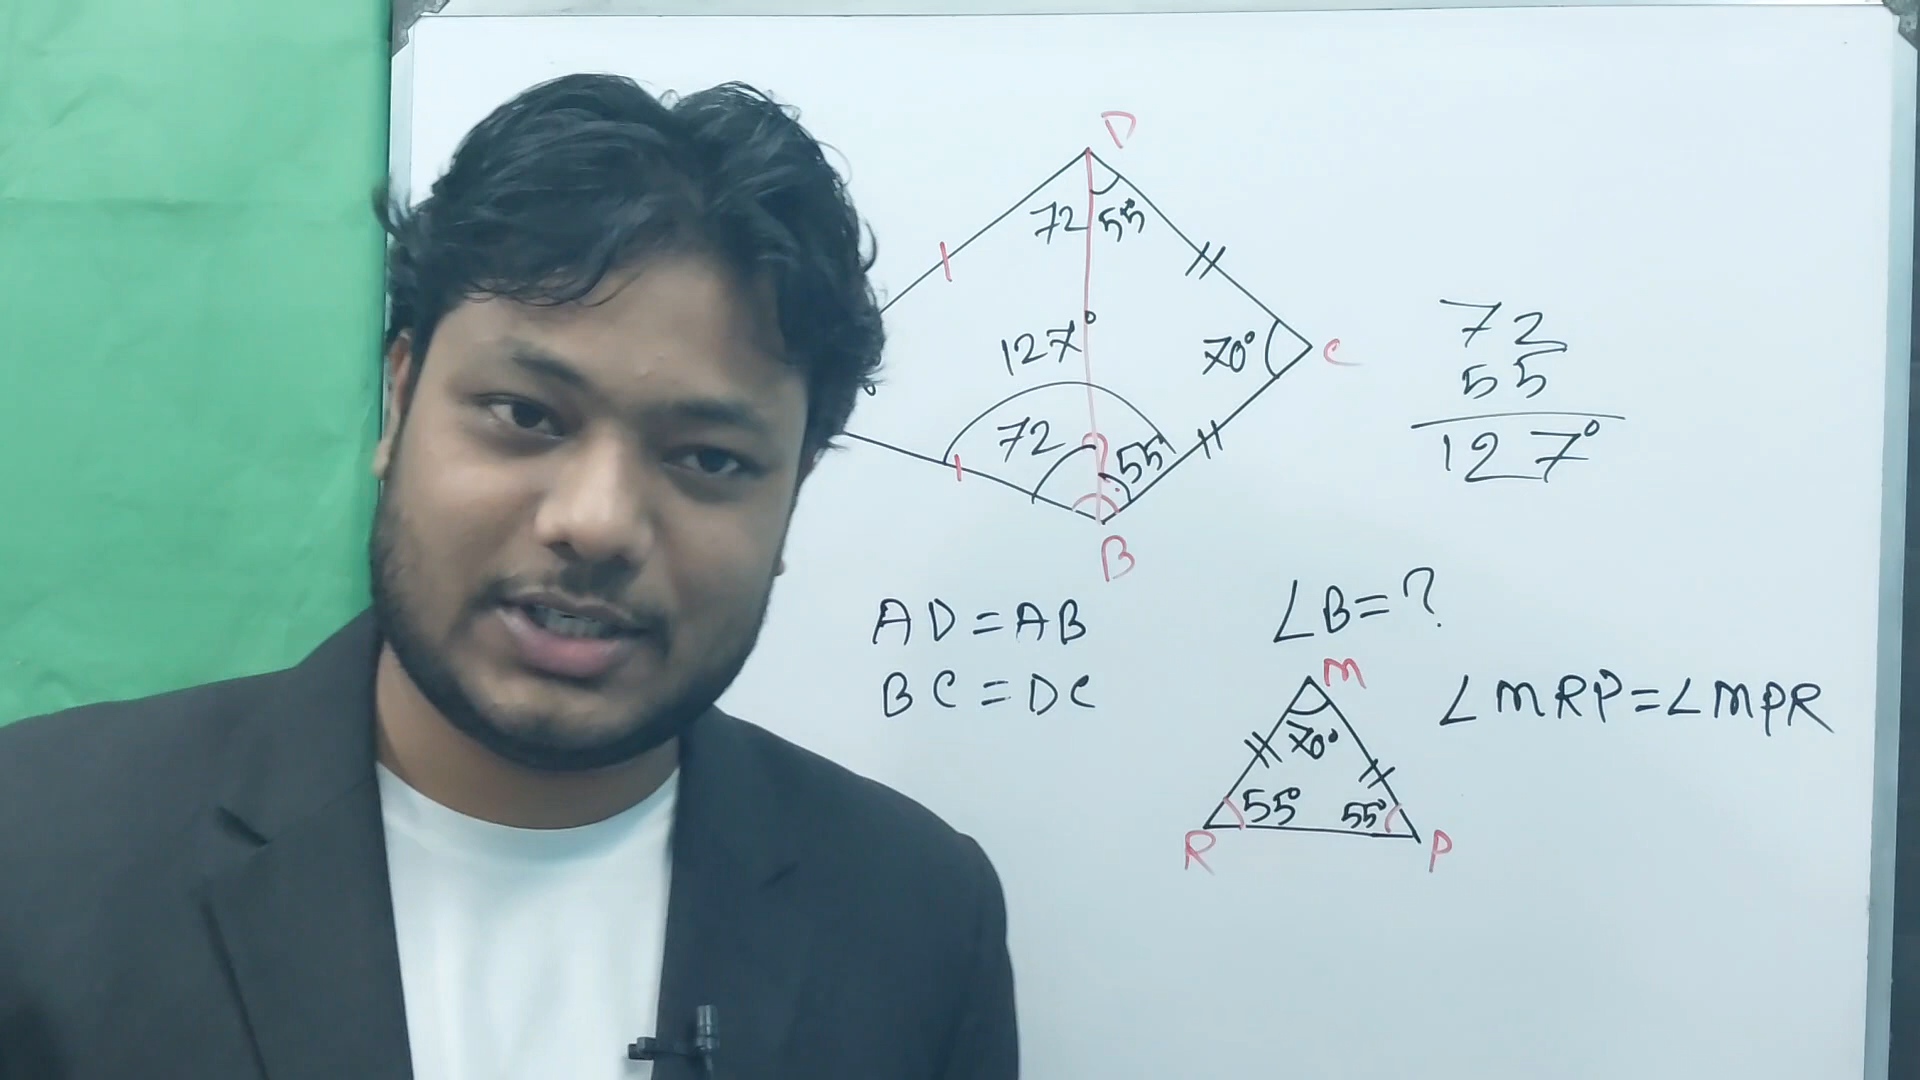 D
72 55°
127°
70° C
72 55°
B
72
55
127°
AD = AB
BC = DC
∠B = ?
M
70°
55° 55°
R P
∠MRP = ∠MPR